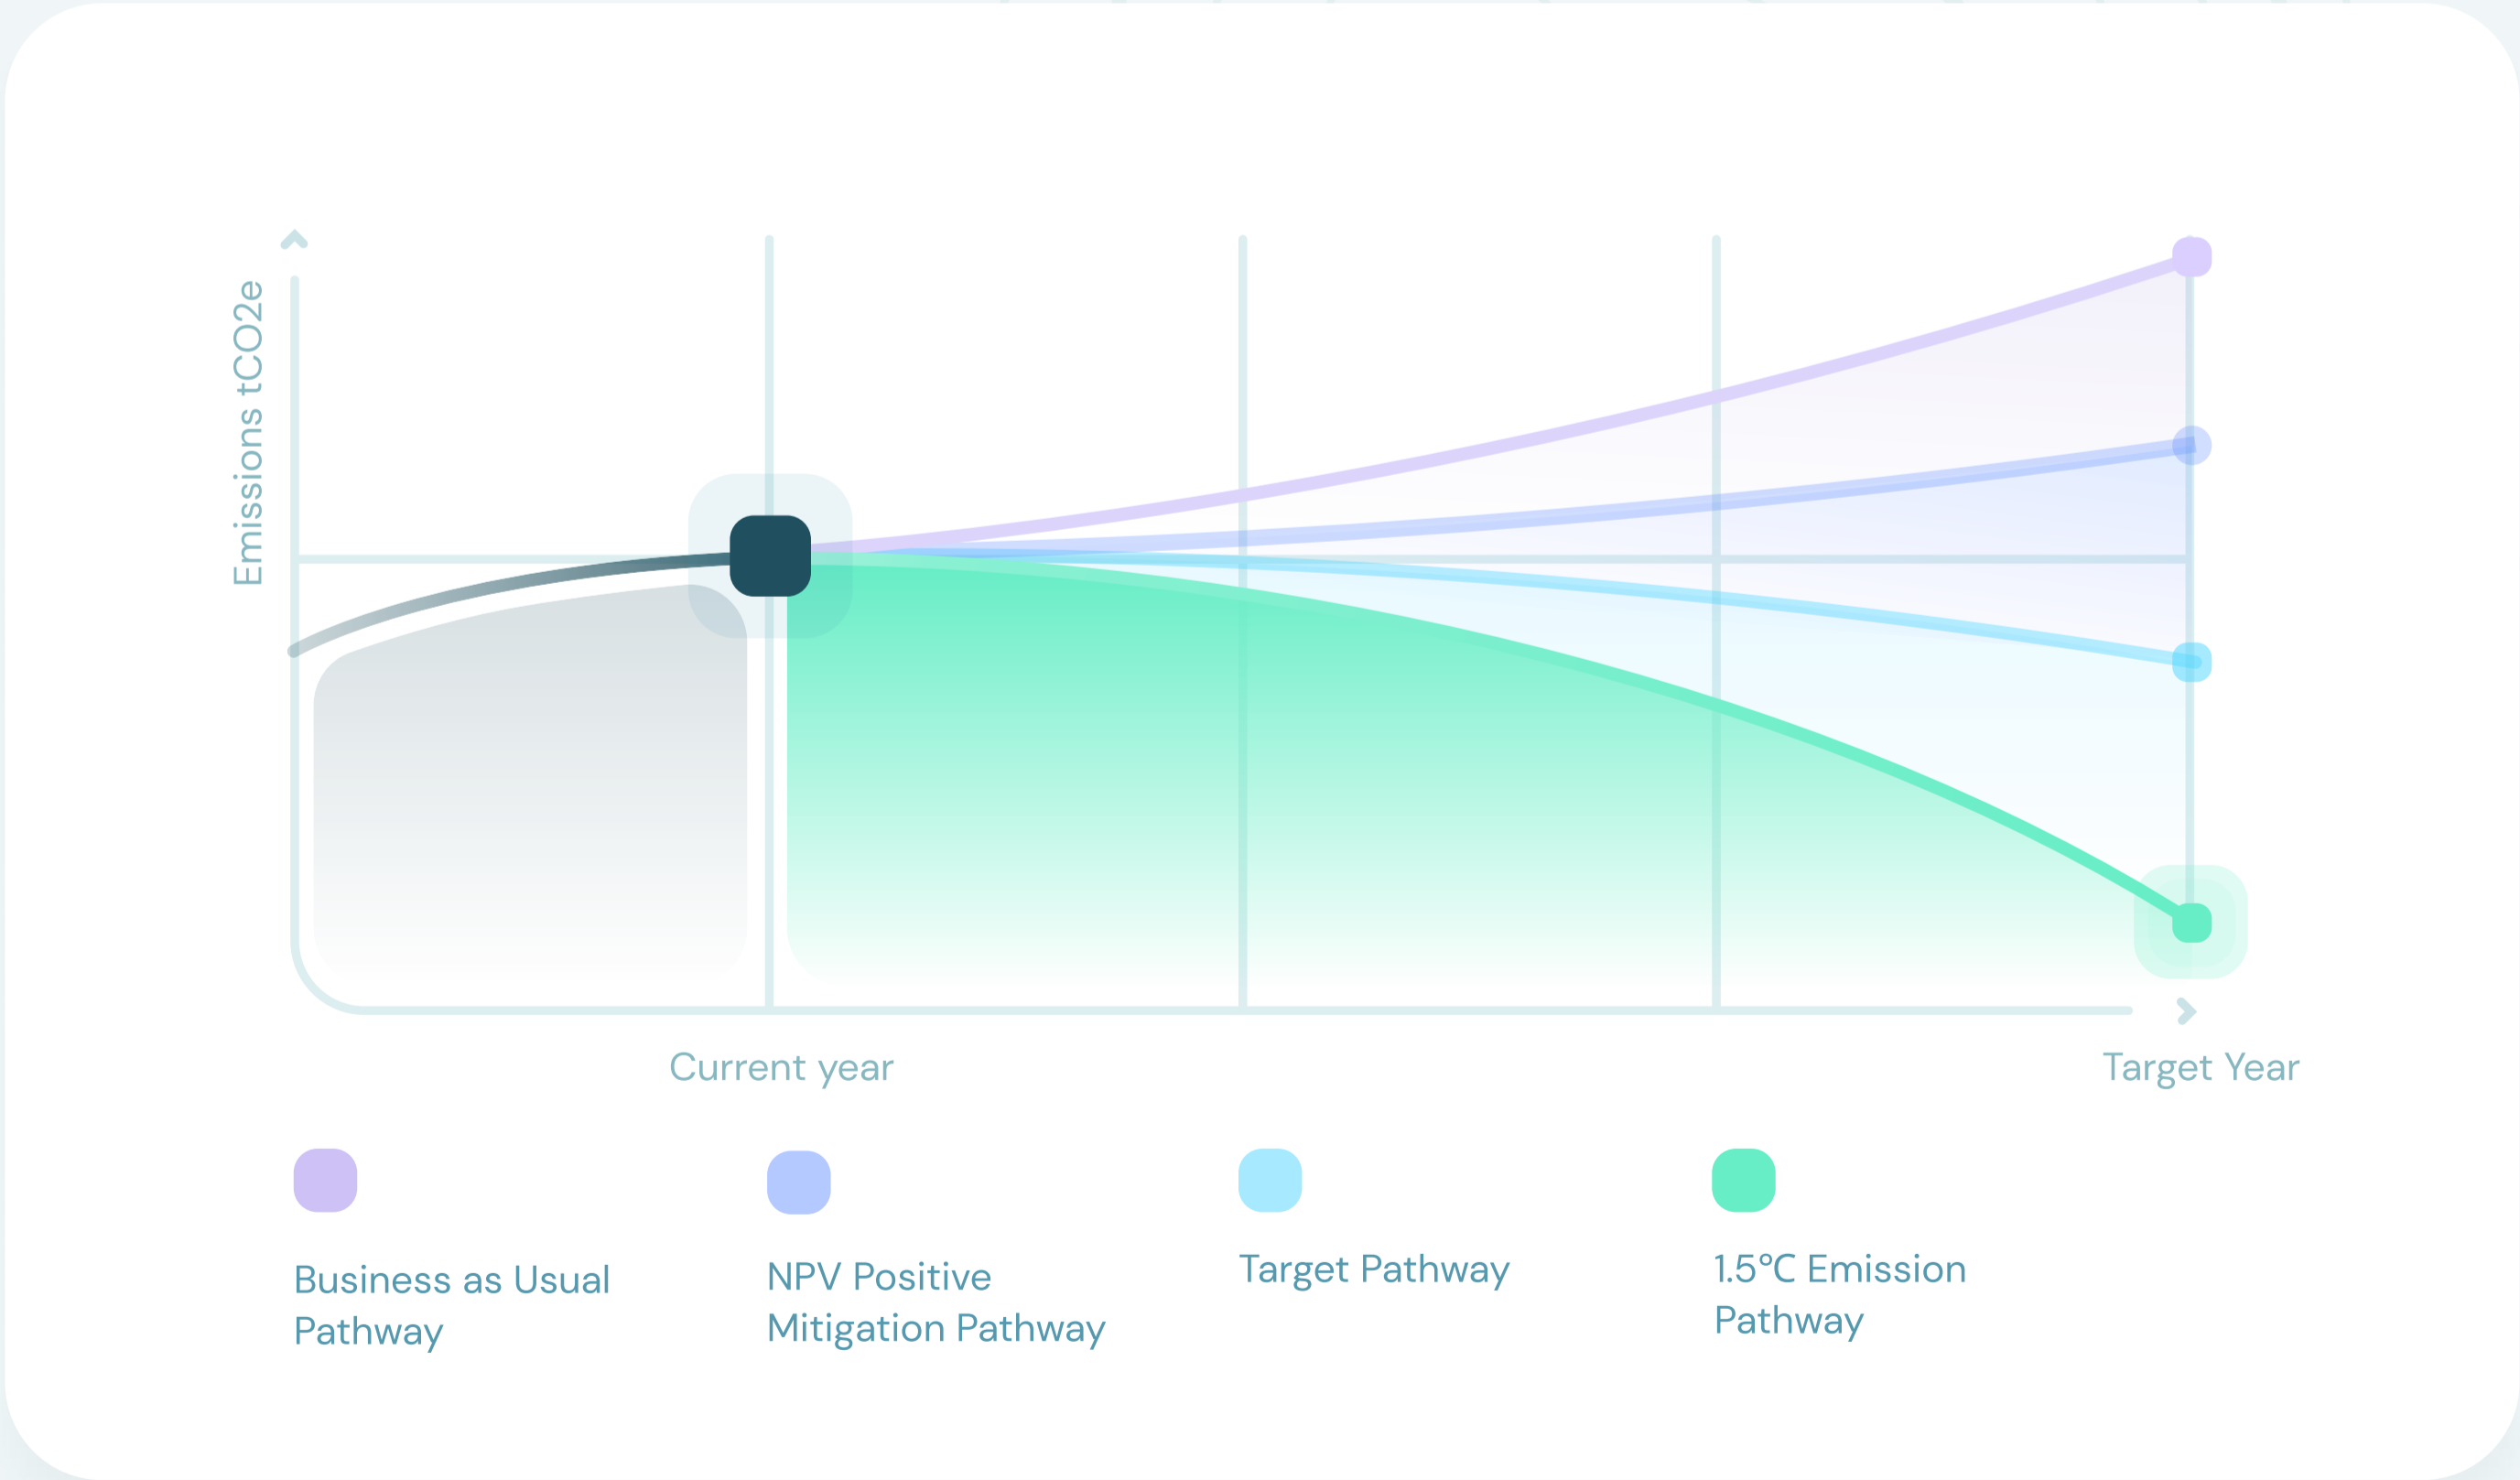 Emissions tCO2e
Current year
Target Year
Business as Usual
Pathway
NPV Positive
Mitigation Pathway
Target Pathway
1.5°C Emission
Pathway